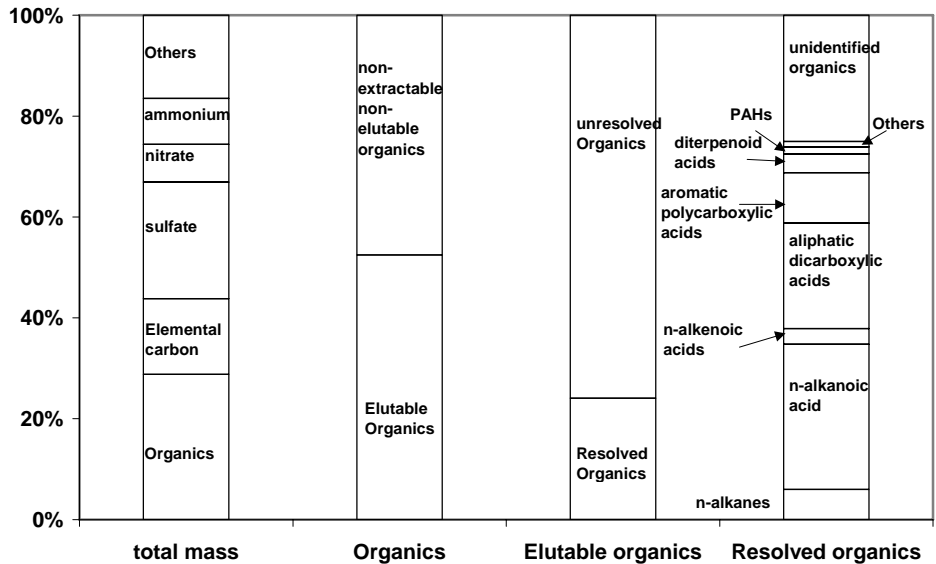 100%
80%
60%
40%
20%
0%
Others
ammonium
nitrate
sulfate
Elemental
carbon
Organics
total mass
non-
extractable
non-
elutable
organics
Elutable
Organics
Organics
unresolved
Organics
Resolved
Organics
Elutable organics
unidentified
organics
PAHs
Others
diterpenoid
acids
aromatic
polycarboxylic
acids
aliphatic
dicarboxylic
acids
n-alkenoic
acids
n-alkanoic
acid
n-alkanes
Resolved organics